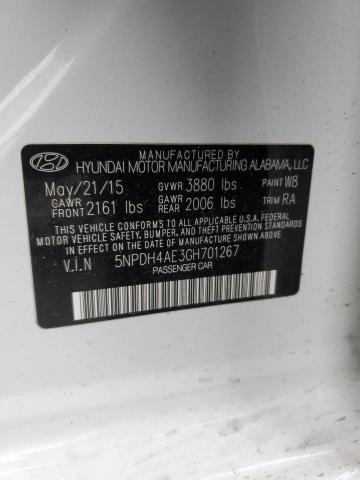 MANUFACTURED BY
HYUNDAI MOTOR MANUFACTURING ALABAMA, LLC
May/21/15 GVWR 3880 lbs PAINT W8
GAWR FRONT 2161 lbs GAWR REAR 2006 lbs TRIM RA
THIS VEHICLE CONFORMS TO ALL APPLICABLE U.S.A. FEDERAL
MOTOR VEHICLE SAFETY, BUMPER, AND THEFT PREVENTION
STANDARDS IN EFFECT ON THE DATE OF MANUFACTURE SHOWN ABOVE.
V.I.N 5NPDH4AE3GH701267
PASSENGER CAR